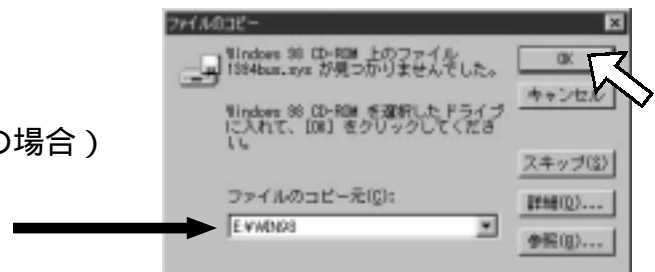 ファイルのコピー
Windows 98 CD-ROM 上のファイル
1394bus.sys が見つかりませんでした。
Windows 98 CD-ROM を選択したドライブ
に入れて、[OK] をクリックしてくださ
い。
ファイルのコピー元(C):
E:¥WIN98
OK
キャンセル
スキップ(S)
詳細(D)...
参照(B)...
の場合）